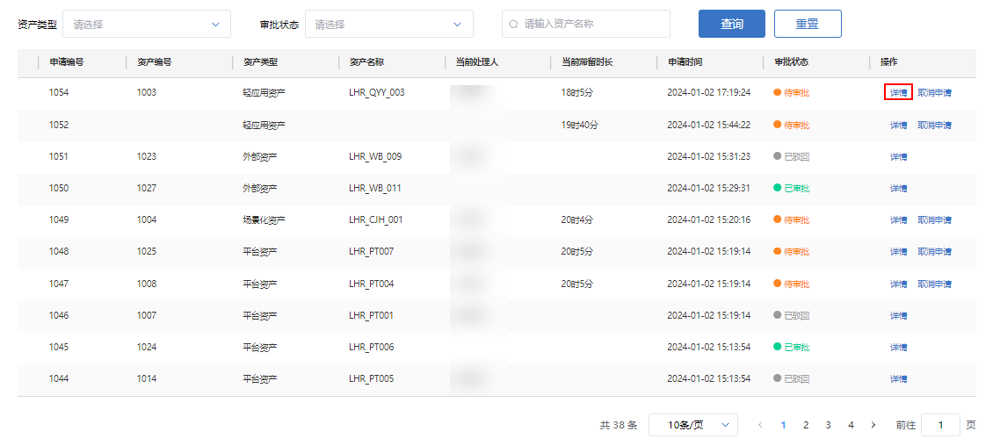 资产类型 请选择 审批状态 请选择 请输入资产名称 查询 重置
申请编号 资产编号 资产类型 资产名称 当前处理人 当前滞留时长 申请时间 审批状态 操作
1054 1003 轻应用资产 LHR_QYY_003 18时5分 2024-01-02 17:19:24 待审批 详情 取消申请
1052 轻应用资产 19时40分 2024-01-02 15:44:22 待审批 详情 取消申请
1051 1023 外部资产 LHR_WB_009 2024-01-02 15:31:23 已驳回 详情
1050 1027 外部资产 LHR_WB_011 2024-01-02 15:29:31 已审批 详情
1049 1004 场景化资产 LHR_CJH_001 20时4分 2024-01-02 15:20:16 待审批 详情 取消申请
1048 1025 平台资产 LHR_PT007 20时5分 2024-01-02 15:19:14 待审批 详情 取消申请
1047 1008 平台资产 LHR_PT004 20时5分 2024-01-02 15:19:14 待审批 详情 取消申请
1046 1007 平台资产 LHR_PT001 2024-01-02 15:19:14 已驳回 详情
1045 1024 平台资产 LHR_PT006 2024-01-02 15:13:54 已审批 详情
1044 1014 平台资产 LHR_PT005 2024-01-02 15:13:54 已驳回 详情
共 38 条 10条/页 1 2 3 4 前往 1 页